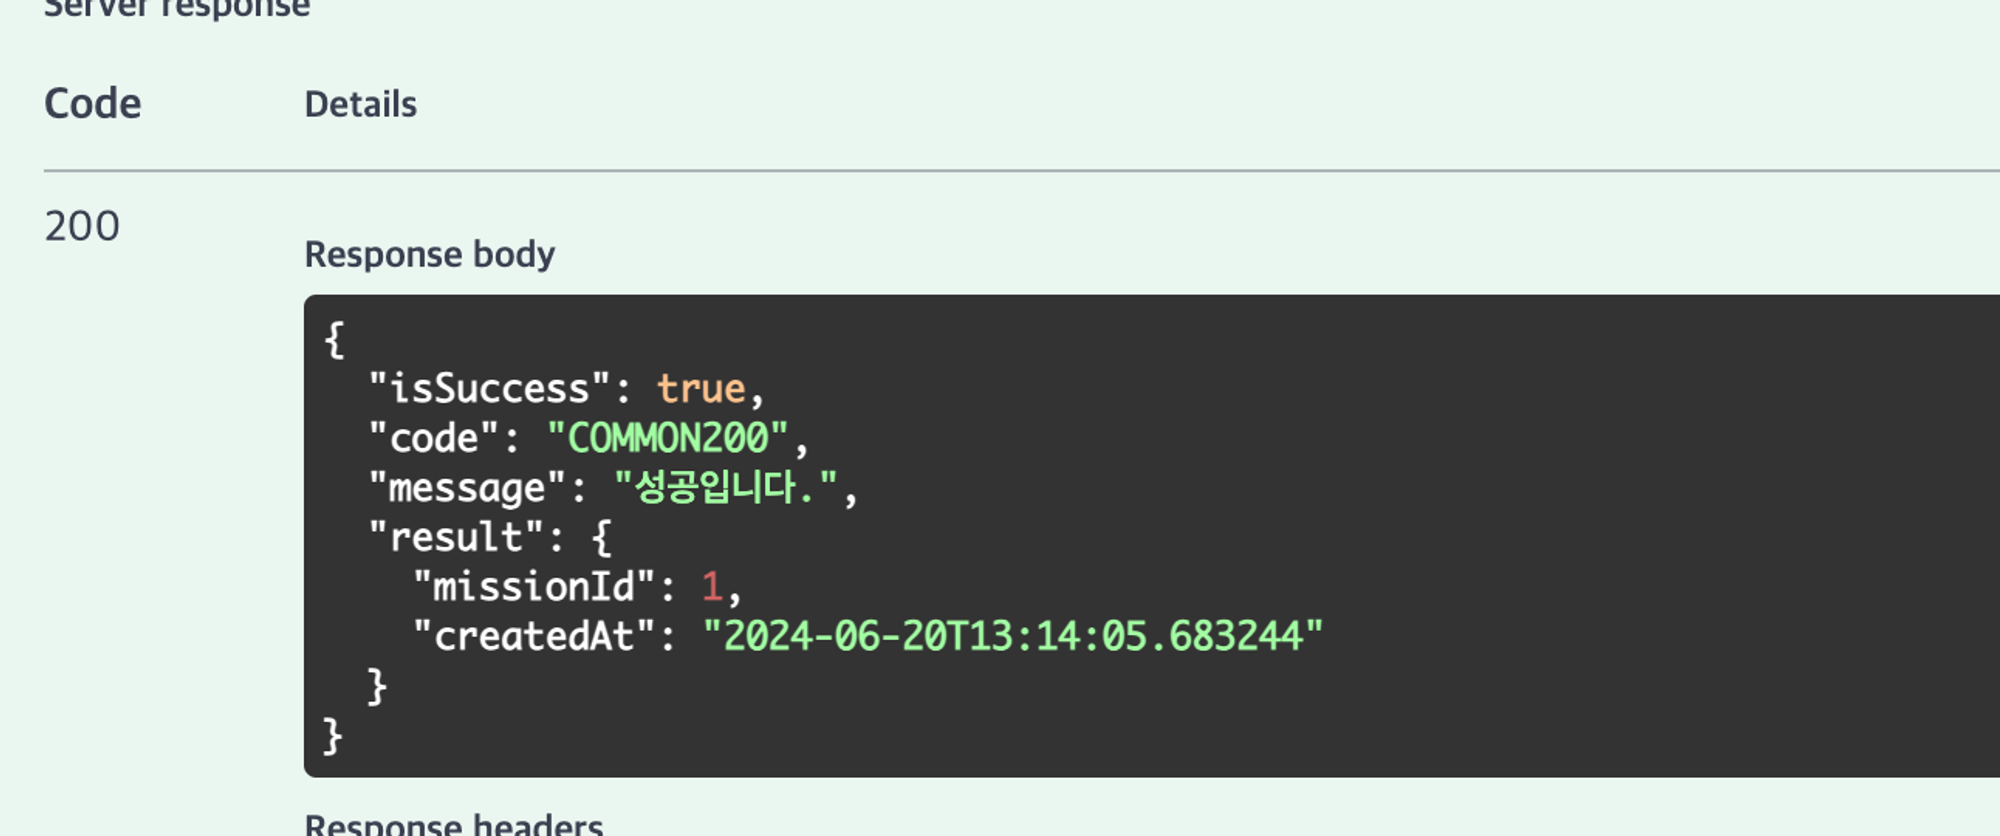 Server response
Code
Details
200
Response body
{
"isSuccess": true,
"code": "COMMON200",
"message": "성공입니다.",
"result": {
"missionId": 1,
"createdAt": "2024-06-20T13:14:05.683244"
}
}
Response headers